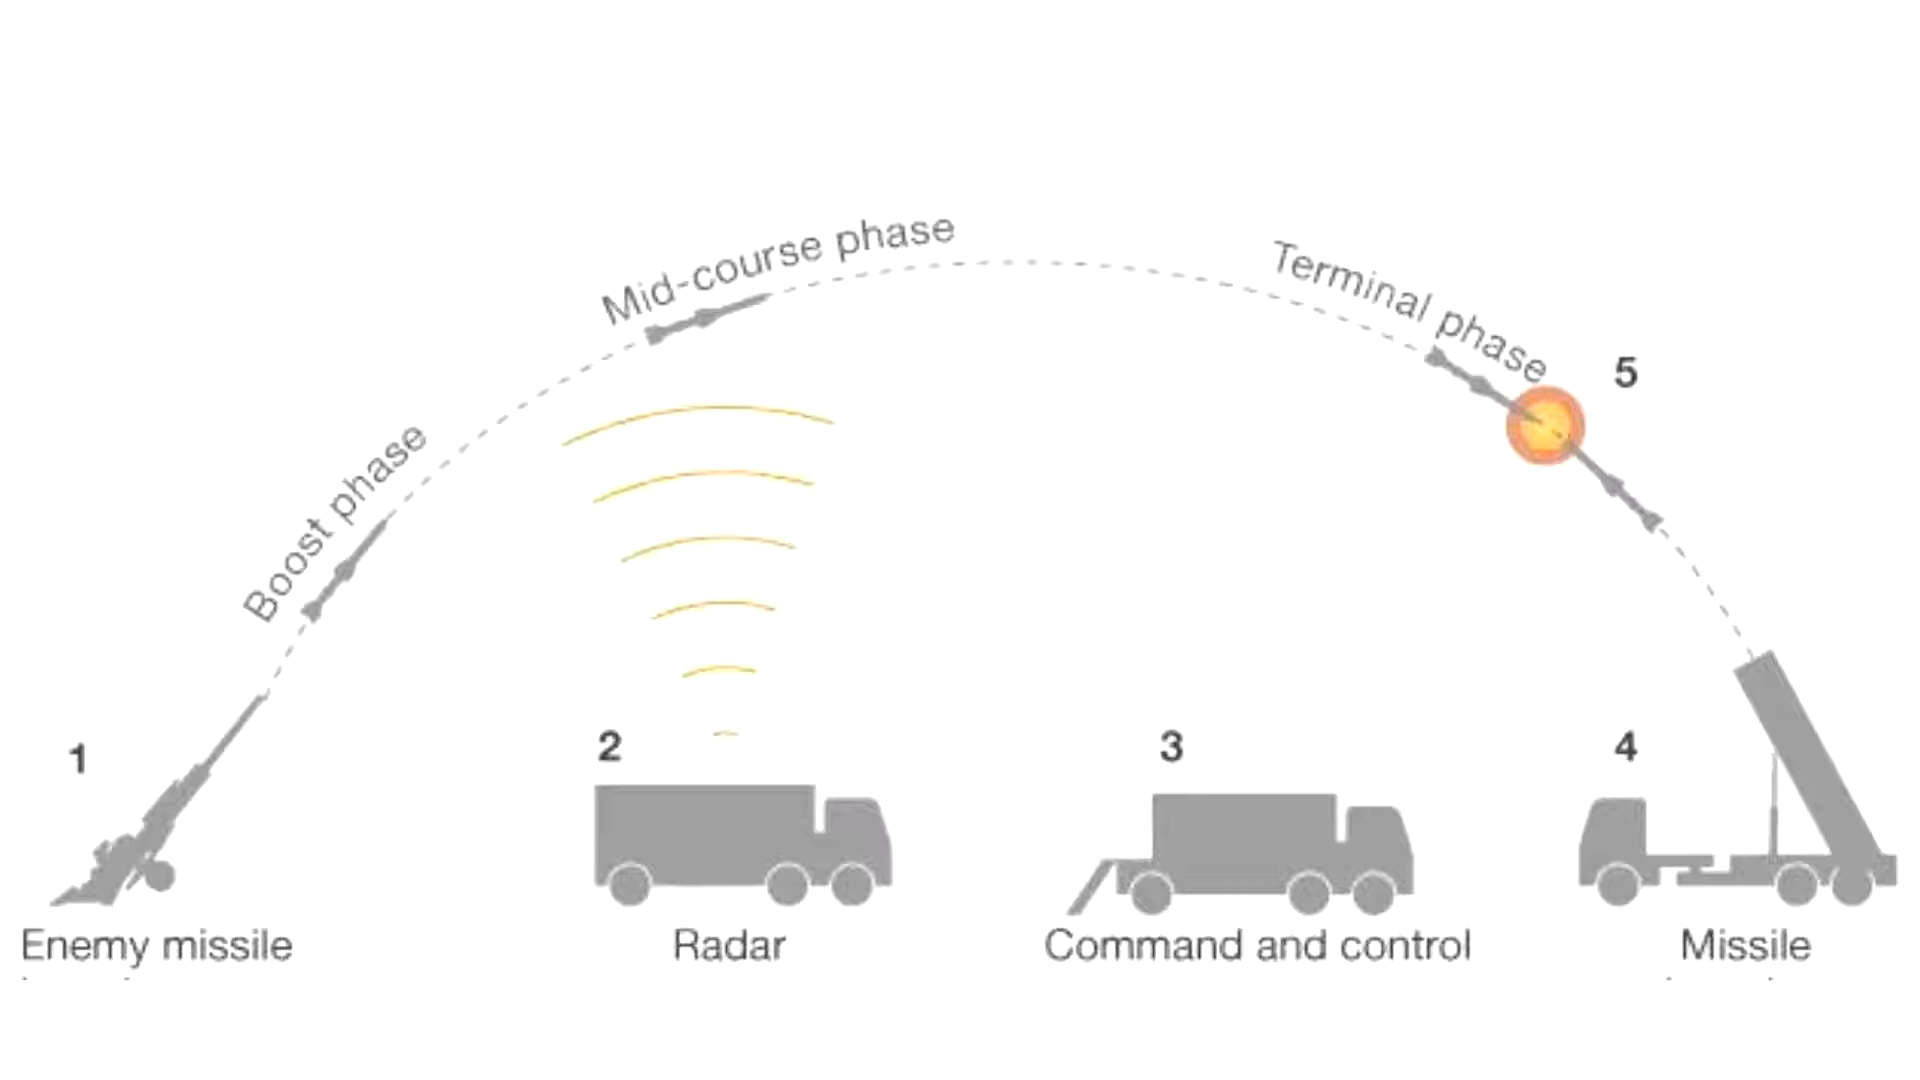 Mid-course phase
Terminal phase
Boost phase
5
1
2
3
4
Enemy missile
Radar
Command and control
Missile